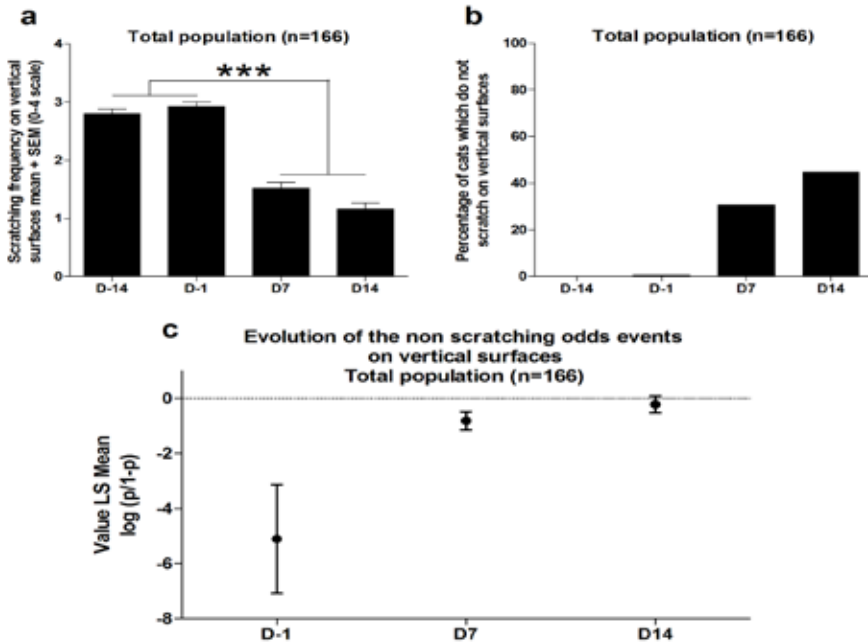 a
Total population (n=166)
Scratching frequency on vertical
surfaces mean + SEM (0-4 scale)
4
3
2
1
0
***
D-14 D-1 D7 D14
b
Total population (n=166)
Percentage of cats which do not
scratch on vertical surfaces
100
80
60
40
20
0
D-14 D-1 D7 D14
c
Evolution of the non scratching odds events
on vertical surfaces
Total population (n=166)
Value LS Mean
log (p/1-p)
0
-2
-4
-6
-8
D-1 D7 D14